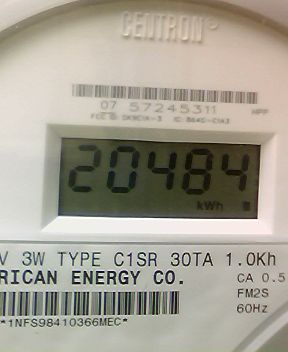 CENTRON®
07 57245311
20484
kWh
V 3W TYPE C1SR 30TA 1.0Kh
RICAN ENERGY CO.
CA 0.5
FM2S
60Hz
*1NFS98410366MEC*